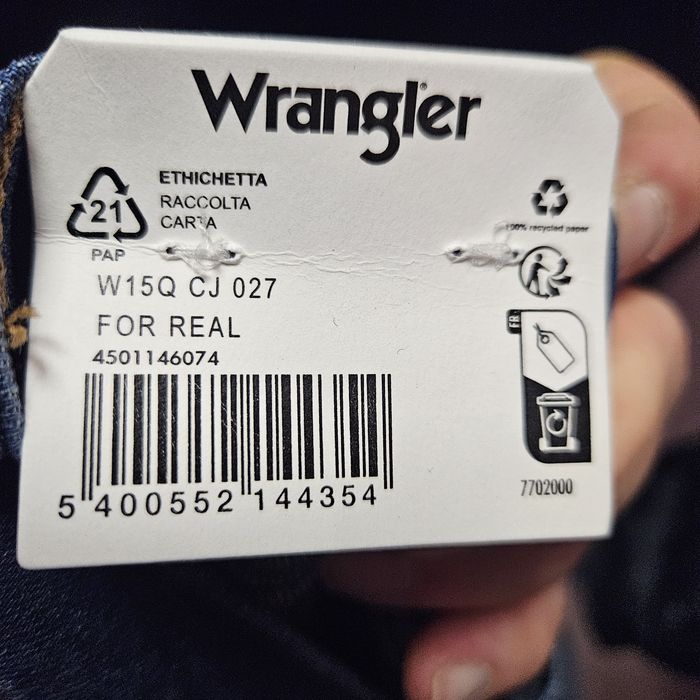 Wrangler
21
PAP
ETHICHETTA
RACCOLTA
CARTA
100% recycled paper
W15Q CJ 027
FOR REAL
4501146074
5 400552 144354
FR
7702000